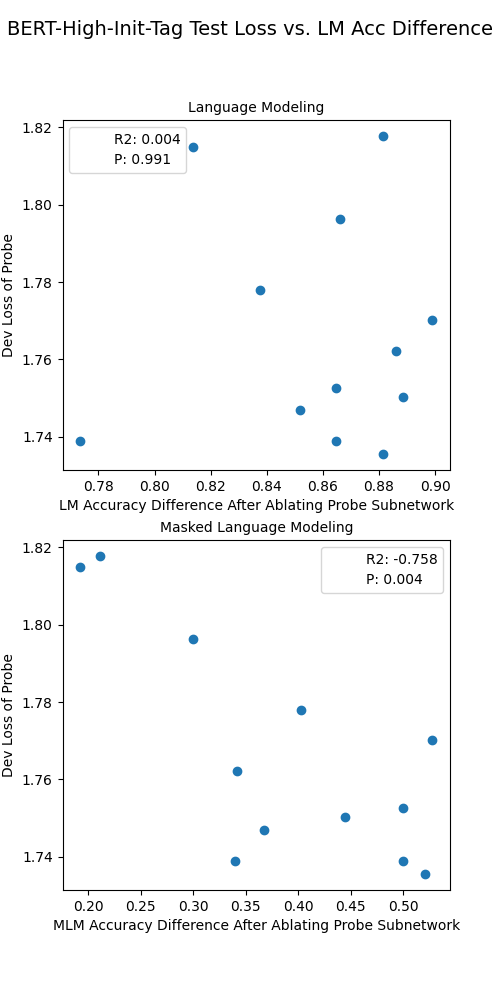 BERT-High-Init-Tag Test Loss vs. LM Acc Difference
Language Modeling
R2: 0.004
P: 0.991
1.82
1.80
1.78
1.76
1.74
Dev Loss of Probe
0.78 0.80 0.82 0.84 0.86 0.88 0.90
LM Accuracy Difference After Ablating Probe Subnetwork
Masked Language Modeling
R2: -0.758
P: 0.004
1.82
1.80
1.78
1.76
1.74
Dev Loss of Probe
0.20 0.25 0.30 0.35 0.40 0.45 0.50
MLM Accuracy Difference After Ablating Probe Subnetwork